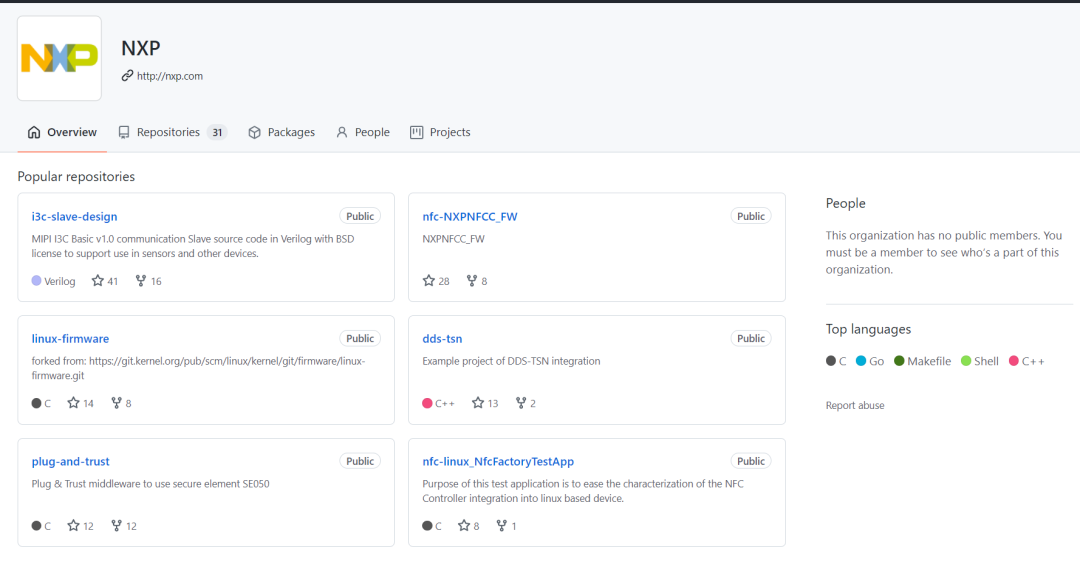 NXP
NXP
http://nxp.com
Overview
Repositories 31
Packages
People
Projects
Popular repositories
i3c-slave-design
Public
MIPI I3C Basic v1.0 communication Slave source code in Verilog with BSD
license to support use in sensors and other devices.
Verilog 41 16
nfc-NXPNFCC_FW
Public
NXPNFCC_FW
28 8
linux-firmware
Public
forked from: https://git.kernel.org/pub/scm/linux/kernel/git/firmware/linux-
firmware.git
C 14 8
dds-tsn
Public
Example project of DDS-TSN integration
C++ 13 2
plug-and-trust
Public
Plug & Trust middleware to use secure element SE050
C 12 12
nfc-linux_NfcFactoryTestApp
Public
Purpose of this test application is to ease the characterization of the NFC
Controller integration into linux based device.
C 8 1
People
This organization has no public members. You
must be a member to see who's a part of this
organization.
Top languages
C Go Makefile Shell C++
Report abuse